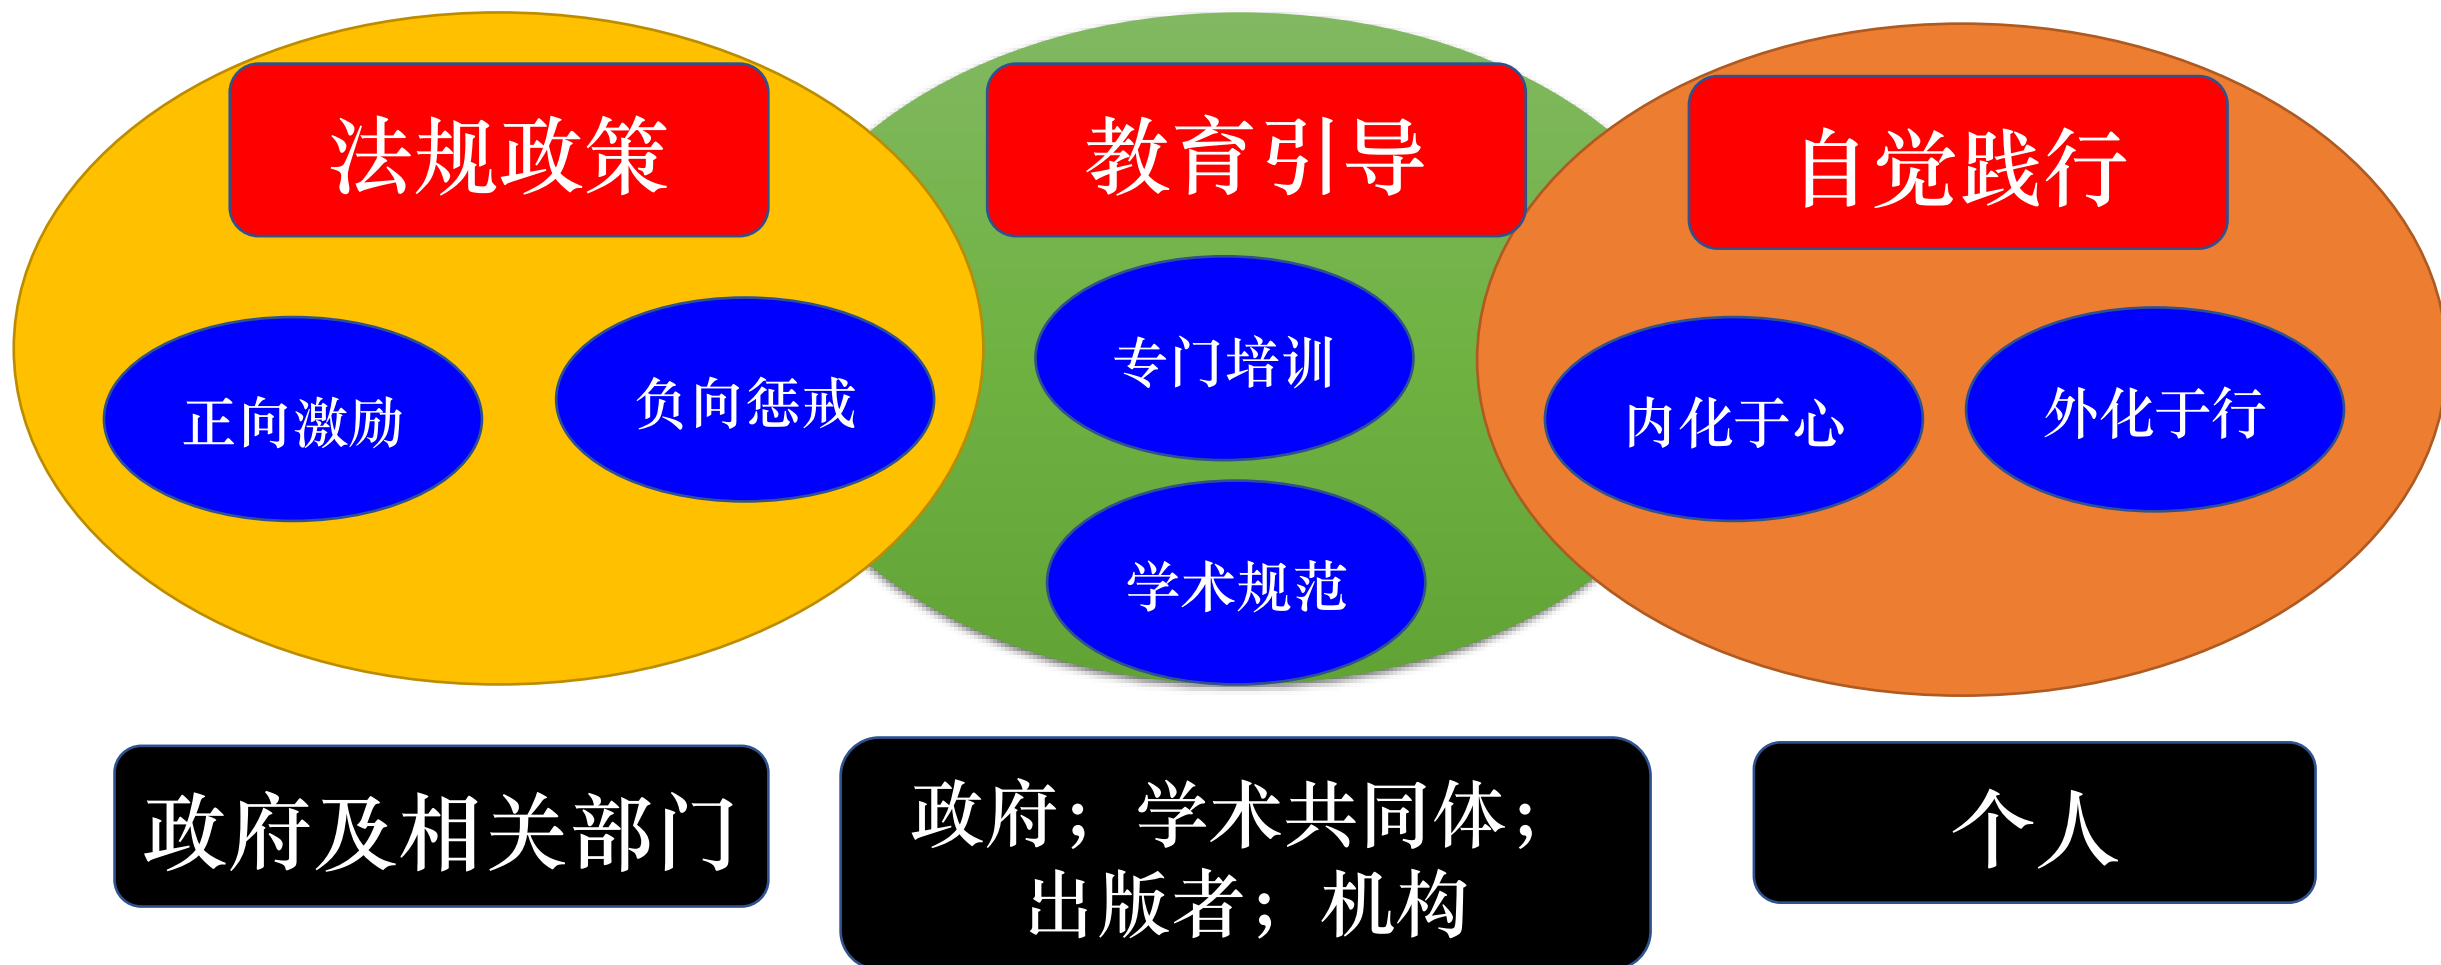 法规政策
教育引导
自觉践行
正向激励
负向惩戒
专门培训
学术规范
内化于心
外化于行
政府及相关部门
政府；学术共同体；
出版者；机构
个人